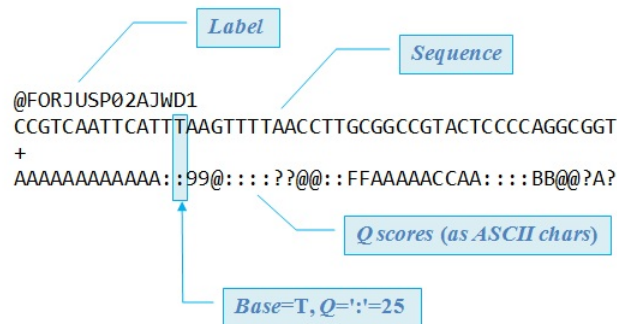 Label
Sequence
@FORJUSP02AJWD1
CCGTCAATTCATTTAAGTTTTAACCTTGCGGCCGTACTCCCCAGGCGGT
+
AAAAAAAAAAAA::99@::::??@@::FFAAAAACCAA::::BB@@?A?
Q scores (as ASCII chars)
Base=T, Q=':'=25